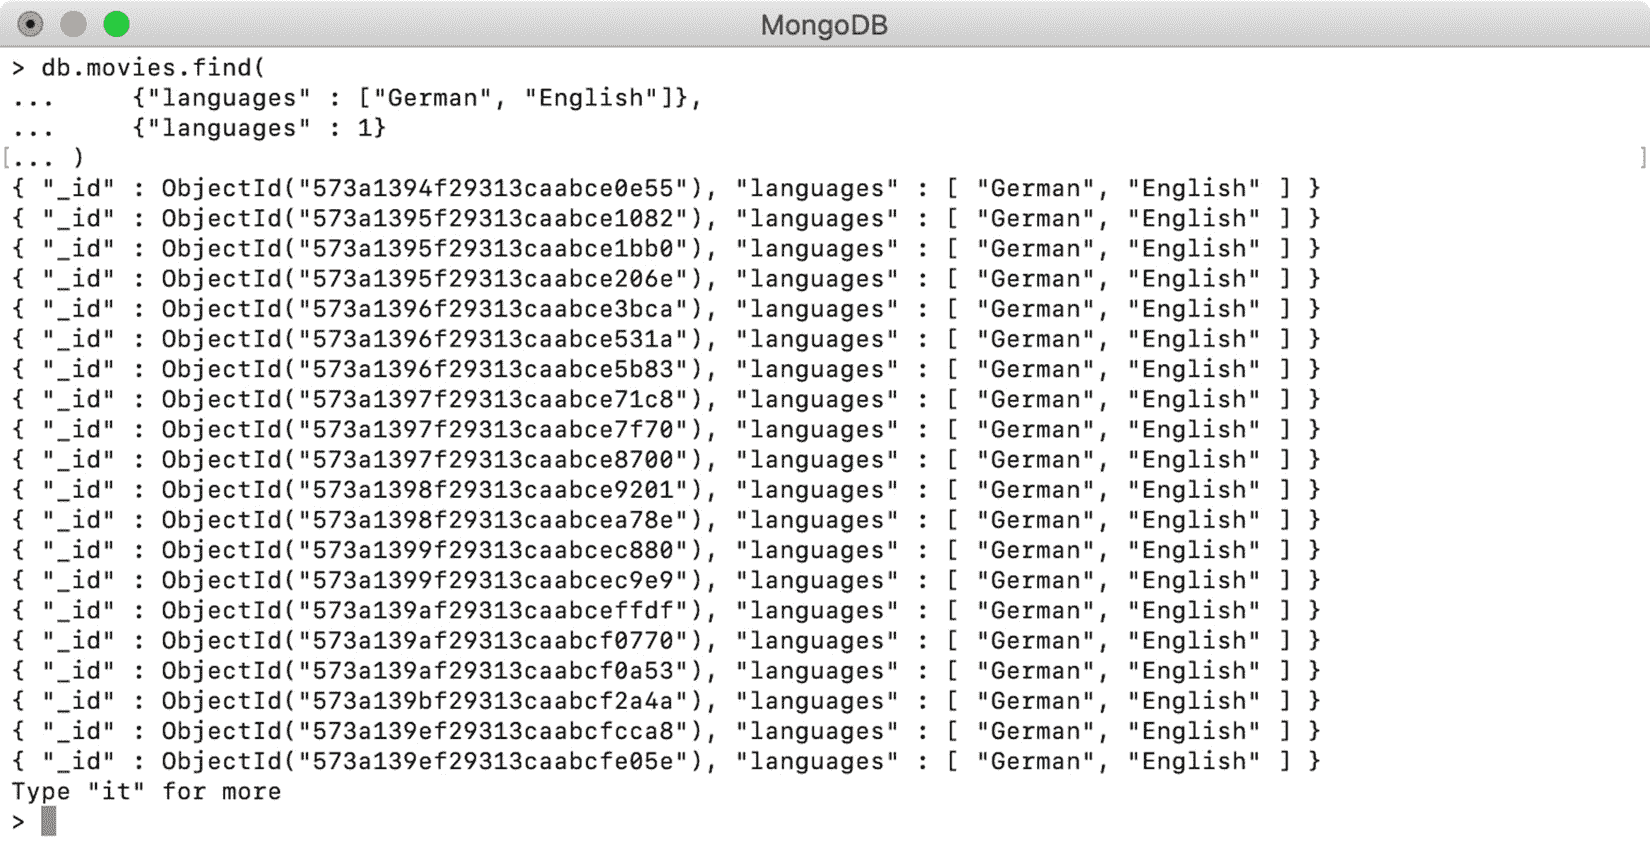 MongoDB
> db.movies.find(
...     {"languages" : ["German", "English"]},
...     {"languages" : 1}
[... ) ]
{ "_id" : ObjectId("573a1394f29313caabce0e55"), "languages" : [ "German", "English" ] }
{ "_id" : ObjectId("573a1395f29313caabce1082"), "languages" : [ "German", "English" ] }
{ "_id" : ObjectId("573a1395f29313caabce1bb0"), "languages" : [ "German", "English" ] }
{ "_id" : ObjectId("573a1395f29313caabce206e"), "languages" : [ "German", "English" ] }
{ "_id" : ObjectId("573a1396f29313caabce3bca"), "languages" : [ "German", "English" ] }
{ "_id" : ObjectId("573a1396f29313caabce531a"), "languages" : [ "German", "English" ] }
{ "_id" : ObjectId("573a1396f29313caabce5b83"), "languages" : [ "German", "English" ] }
{ "_id" : ObjectId("573a1397f29313caabce71c8"), "languages" : [ "German", "English" ] }
{ "_id" : ObjectId("573a1397f29313caabce7f70"), "languages" : [ "German", "English" ] }
{ "_id" : ObjectId("573a1397f29313caabce8700"), "languages" : [ "German", "English" ] }
{ "_id" : ObjectId("573a1398f29313caabce9201"), "languages" : [ "German", "English" ] }
{ "_id" : ObjectId("573a1398f29313caabcea78e"), "languages" : [ "German", "English" ] }
{ "_id" : ObjectId("573a1399f29313caabcec880"), "languages" : [ "German", "English" ] }
{ "_id" : ObjectId("573a1399f29313caabcec9e9"), "languages" : [ "German", "English" ] }
{ "_id" : ObjectId("573a139af29313caabceffdf"), "languages" : [ "German", "English" ] }
{ "_id" : ObjectId("573a139af29313caabcf0770"), "languages" : [ "German", "English" ] }
{ "_id" : ObjectId("573a139af29313caabcf0a53"), "languages" : [ "German", "English" ] }
{ "_id" : ObjectId("573a139bf29313caabcf2a4a"), "languages" : [ "German", "English" ] }
{ "_id" : ObjectId("573a139ef29313caabcfcca8"), "languages" : [ "German", "English" ] }
{ "_id" : ObjectId("573a139ef29313caabcfe05e"), "languages" : [ "German", "English" ] }
Type "it" for more
>